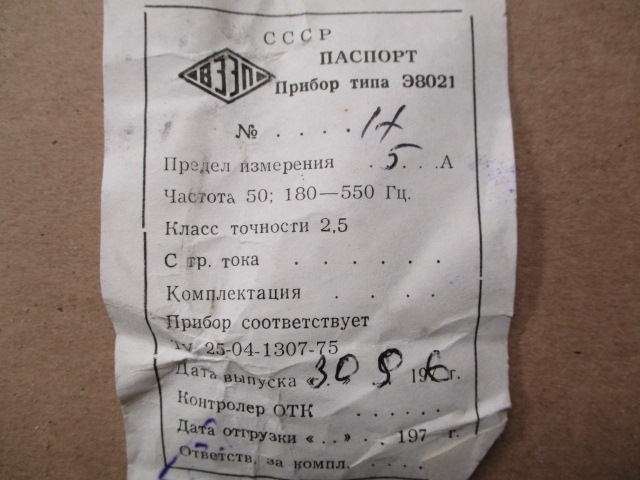 СССР
ВЗЭП
ПАСПОРТ
Прибор типа Э8021
№ . . . .
Предел измерения . 5 . . . А
Частота 50; 180—550 Гц.
Класс точности 2,5
С тр. тока . . . . . .
Комплектация . . . .
Прибор соответствует
ТУ 25-04-1307-75
Дата выпуска «30» 9 1976 г.
Контролер ОТК . . . . . .
Дата отгрузки « . . » . . 197 г.
Ответств. за компл. . . . .